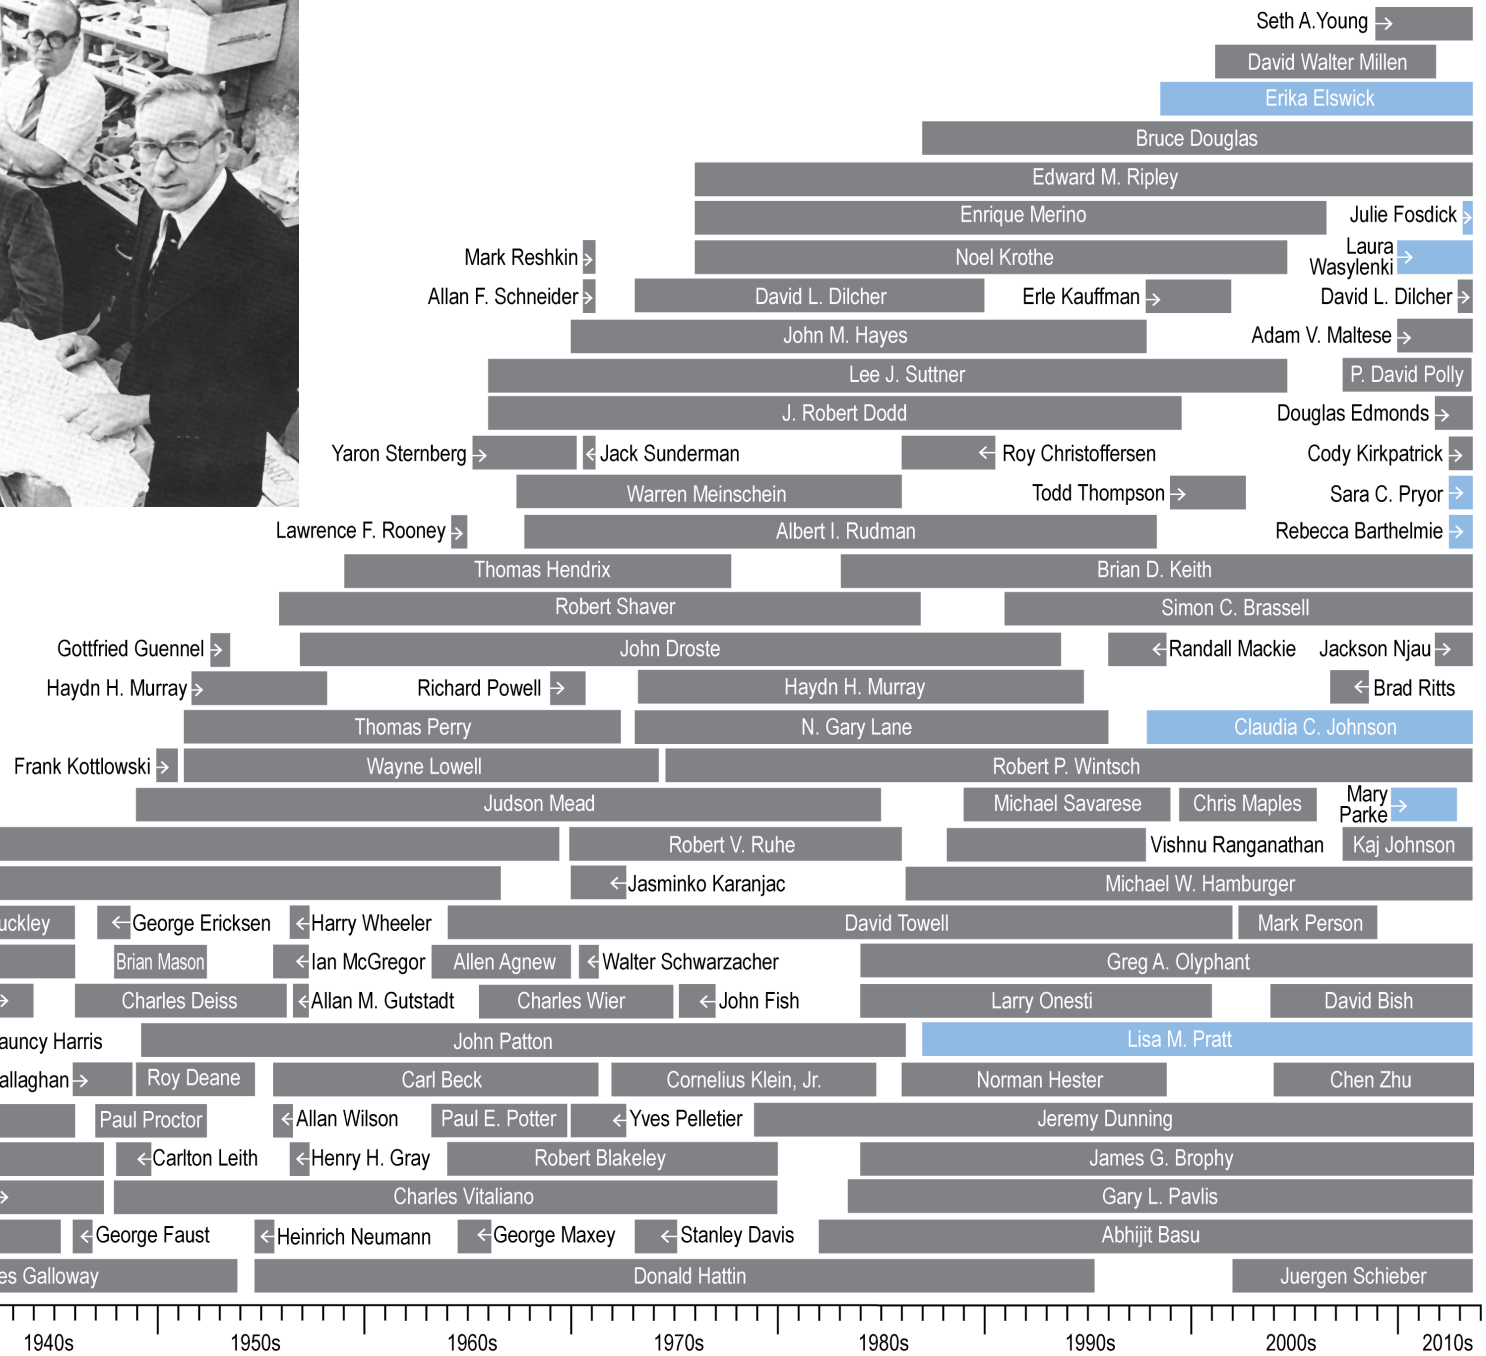 Seth A.Young
David Walter Millen
Erika Elswick
Bruce Douglas
Edward M. Ripley
Enrique Merino Julie Fosdick
Mark Reshkin Noel Krothe Laura Wasylenki
Allan F. Schneider David L. Dilcher Erle Kauffman David L. Dilcher
John M. Hayes Adam V. Maltese
Lee J. Suttner P. David Polly
J. Robert Dodd Douglas Edmonds
Yaron Sternberg Jack Sunderman Roy Christoffersen Cody Kirkpatrick
Warren Meinschein Todd Thompson Sara C. Pryor
Lawrence F. Rooney Albert I. Rudman Rebecca Barthelmie
Thomas Hendrix Brian D. Keith
Robert Shaver Simon C. Brassell
Gottfried Guennel John Droste Randall Mackie Jackson Njau
Haydn H. Murray Richard Powell Haydn H. Murray Brad Ritts
Thomas Perry N. Gary Lane Claudia C. Johnson
Frank Kottlowski Wayne Lowell Robert P. Wintsch
Judson Mead Michael Savarese Chris Maples Mary Parke
Robert V. Ruhe Vishnu Ranganathan Kaj Johnson
Jasminko Karanjac Michael W. Hamburger
uckley George Ericksen Harry Wheeler David Towell Mark Person
Brian Mason Ian McGregor Allen Agnew Walter Schwarzacher Greg A. Olyphant
Charles Deiss Allan M. Gutstadt Charles Wier John Fish Larry Onesti David Bish
auncy Harris John Patton Lisa M. Pratt
allaghan Roy Deane Carl Beck Cornelius Klein, Jr. Norman Hester Chen Zhu
Paul Proctor Allan Wilson Paul E. Potter Yves Pelletier Jeremy Dunning
Carlton Leith Henry H. Gray Robert Blakeley James G. Brophy
Charles Vitaliano Gary L. Pavlis
George Faust Heinrich Neumann George Maxey Stanley Davis Abhijit Basu
es Galloway Donald Hattin Juergen Schieber
1940s 1950s 1960s 1970s 1980s 1990s 2000s 2010s